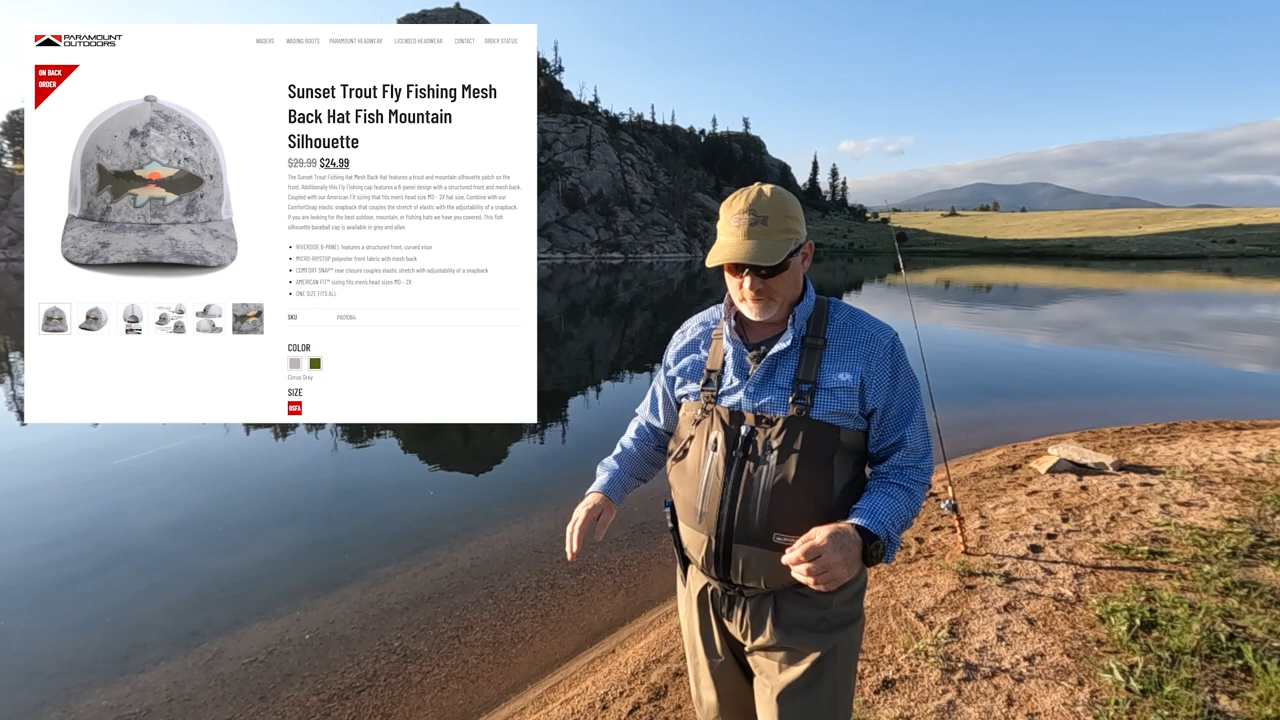 PARAMOUNT
OUTDOORS
WADERS WADING BOOTS PARAMOUNT HEADWEAR LICENSED HEADWEAR CONTACT ORDER STATUS
ON BACK
ORDER
Sunset Trout Fly Fishing Mesh
Back Hat Fish Mountain
Silhouette
$29.99 $24.99
The Sunset Trout Fishing Hat Mesh Back Hat features a trout and mountain silhouette patch on the
front. Additionally this Fly Fishing cap features a 6-panel design with a structured front and mesh back.
Coupled with our American Fit sizing that fits men's head size MD - 2X hat size. Combine with our
ComfortSnap elastic snapback that couples the stretch of elastic with the adjustability of a snapback.
If you are looking for the best outdoor, mountain, or fishing hats we have you covered. This fish
silhouette baseball cap is available in grey and olive.
RIVERSIDE 6-PANEL features a structured front, curved visor
MICRO-RIPSTOP polyester front fabric with mesh back
COMFORT SNAP™ rear closure couples elastic stretch with adjustability of a snapback
AMERICAN FIT™ sizing fits men's head sizes MD - 2X
ONE SIZE FITS ALL
SKU PAO1084
COLOR
Cirrus Grey
SIZE
OSFA